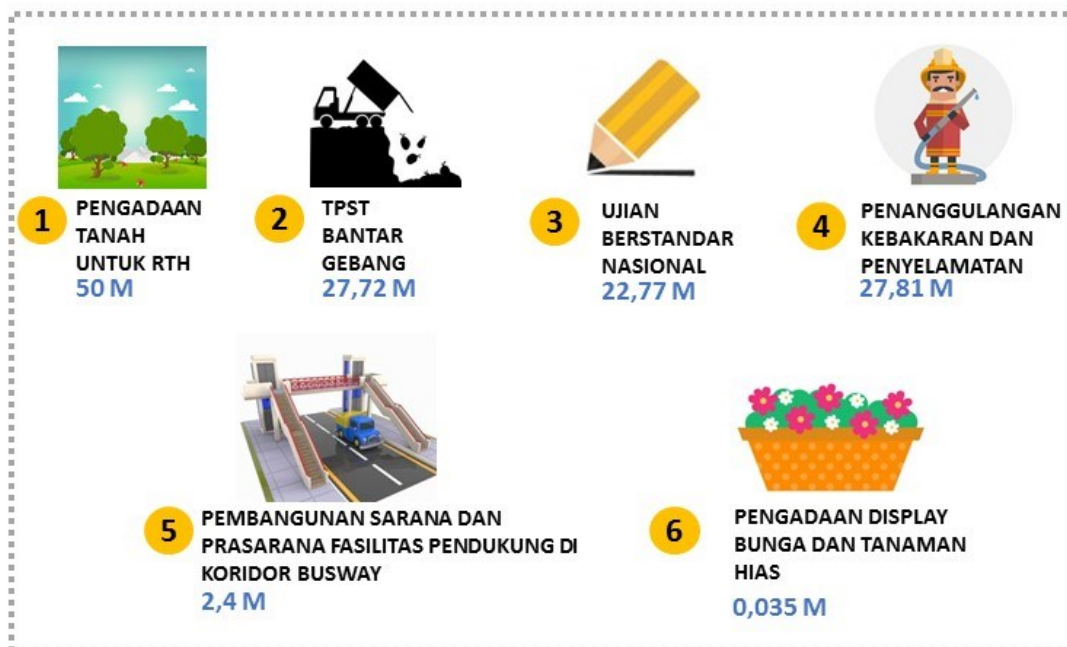 1
PENGADAAN
TANAH
UNTUK RTH
50 M
2
TPST
BANTAR
GEBANG
27,72 M
3
UJIAN
BERSTANDAR
NASIONAL
22,77 M
4
PENANGGULANGAN
KEBAKARAN DAN
PENYELAMATAN
27,81 M
5
PEMBANGUNAN SARANA DAN
PRASARANA FASILITAS PENDUKUNG DI
KORIDOR BUSWAY
2,4 M
6
PENGADAAN DISPLAY
BUNGA DAN TANAMAN
HIAS
0,035 M